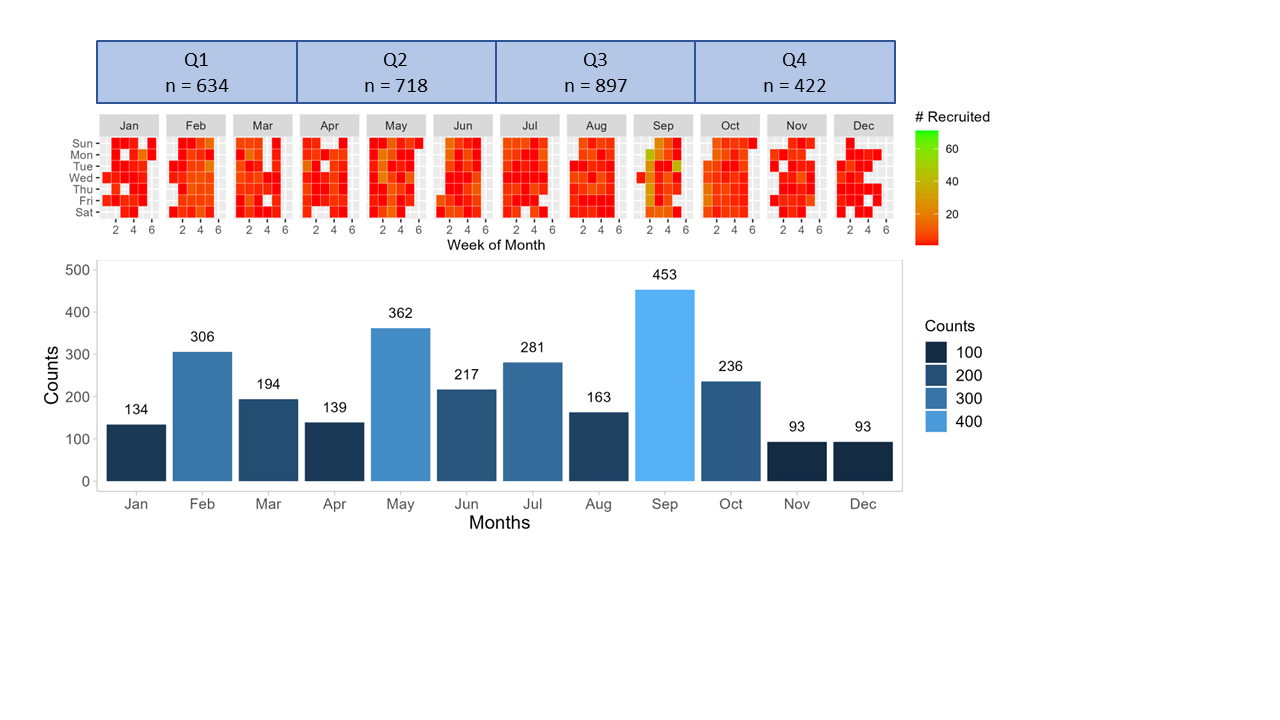 Q1 Q2 Q3 Q4
n = 634 n = 718 n = 897 n = 422
# Recruited
Jan Feb Mar Apr May Jun Jul Aug Sep Oct Nov Dec
Sun
Mon
Tue
Wed
Thu
Fri
Sat
60
40
20
2 4 6 2 4 6 2 4 6 2 4 6 2 4 6 2 4 6 2 4 6 2 4 6 2 4 6 2 4 6 2 4 6 2 4 6
Week of Month
Counts
500
400
300
200
100
0
134 306 194 139 362 217 281 163 453 236 93 93
Jan Feb Mar Apr May Jun Jul Aug Sep Oct Nov Dec
Months
Counts
100
200
300
400